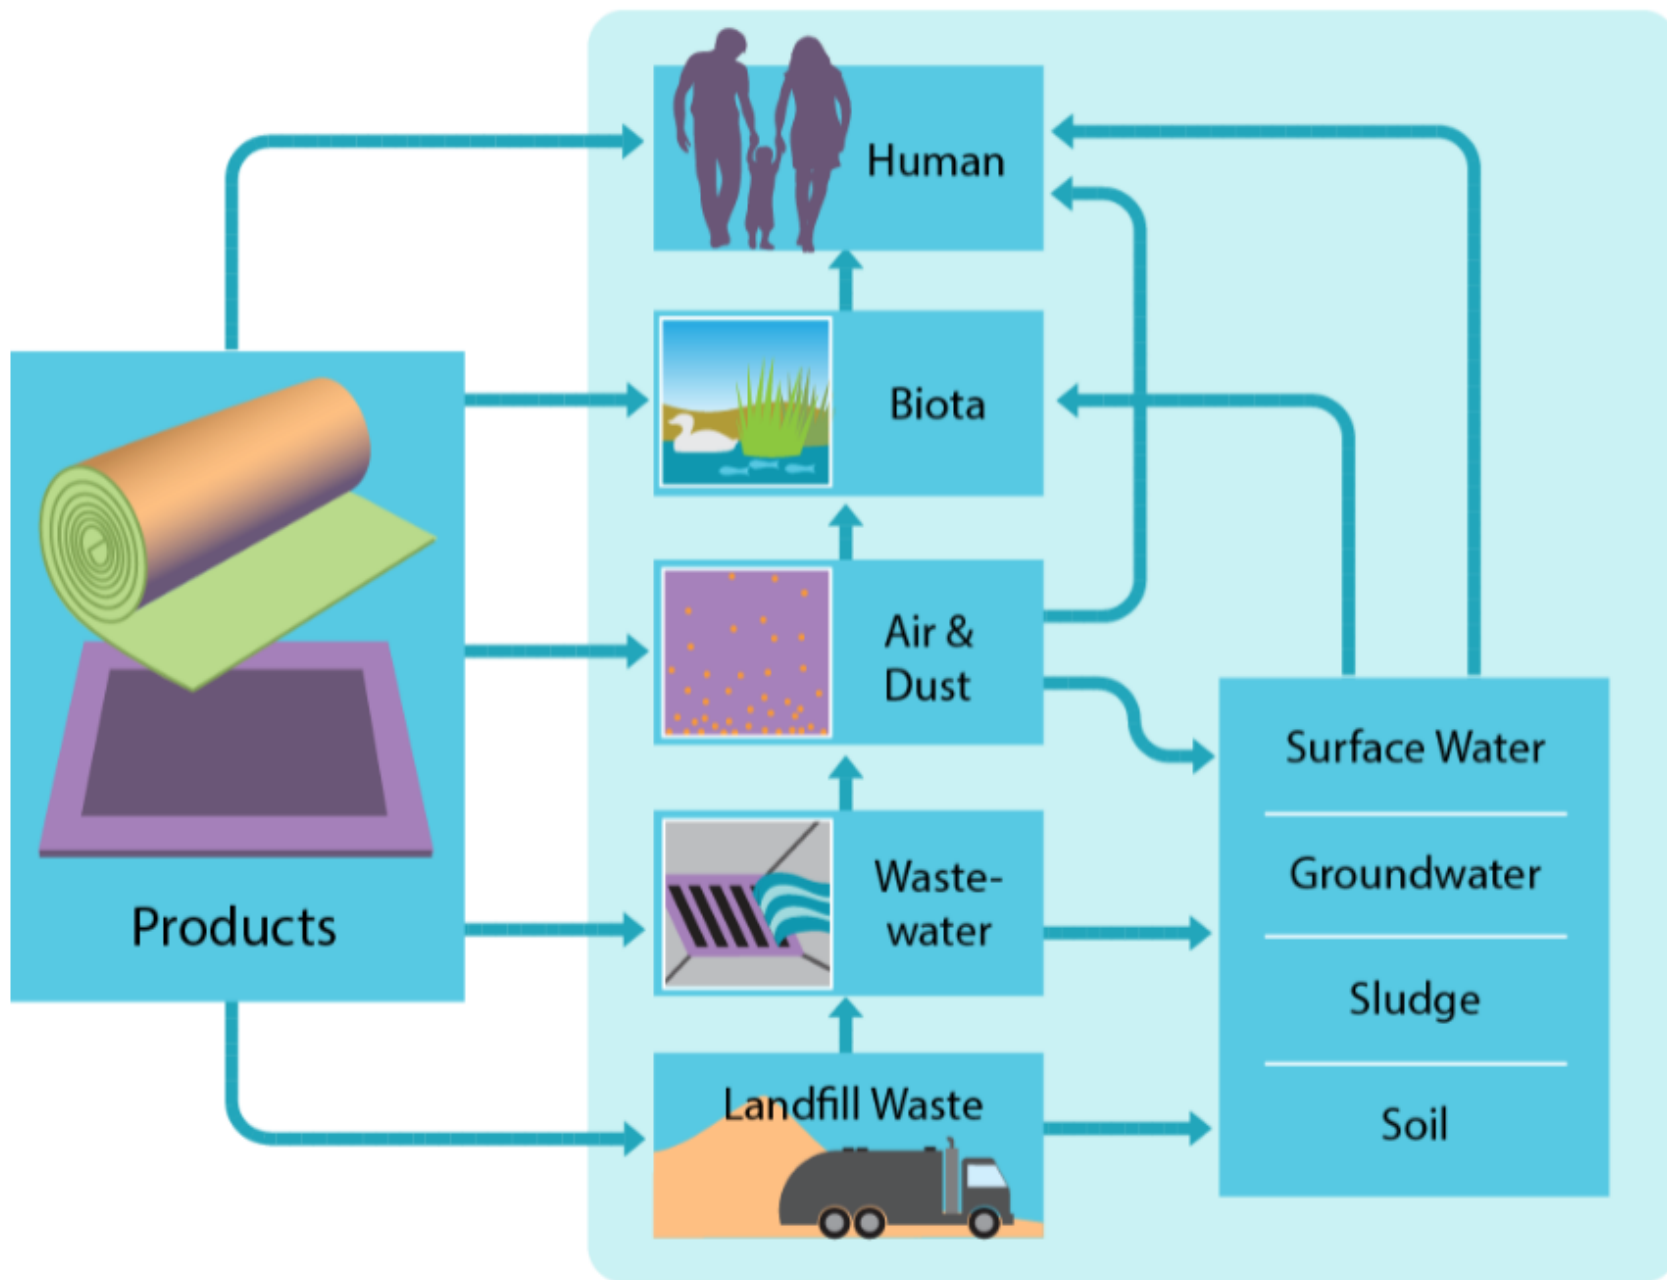 Human
Biota
Air &
Dust
Waste-
water
Landfill Waste
Products
Surface Water
Groundwater
Sludge
Soil